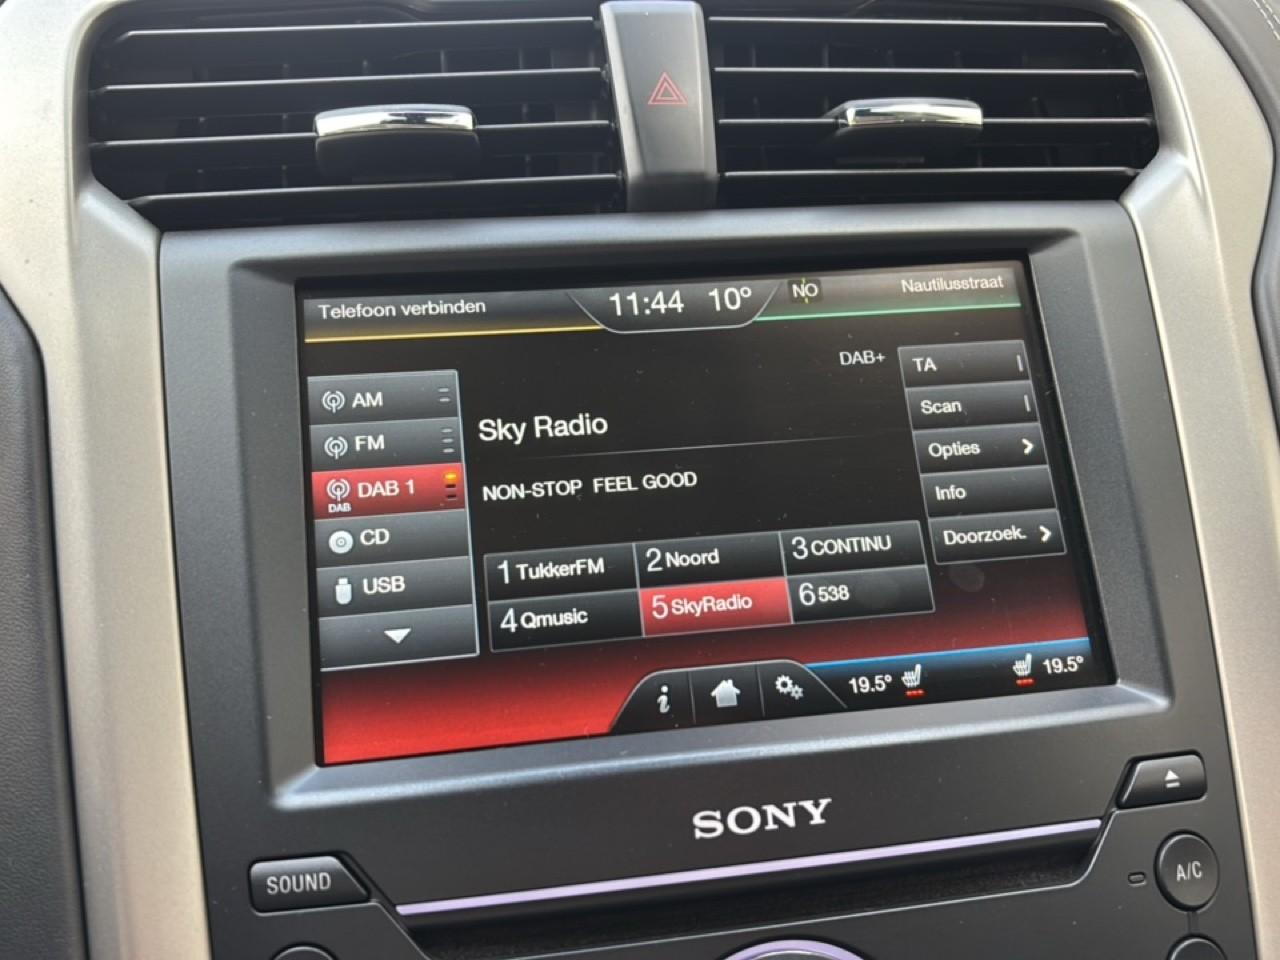 Telefoon verbinden
11:44 10°
NO
Nautilusstraat
DAB+
AM
FM
DAB 1
DAB
CD
USB
Sky Radio
NON-STOP FEEL GOOD
1 TukkerFM
2 Noord
3 CONTINU
4 Qmusic
5 SkyRadio
6 538
TA
Scan
Opties
Info
Doorzoek.
i
19.5°
19.5°
SONY
SOUND
A/C